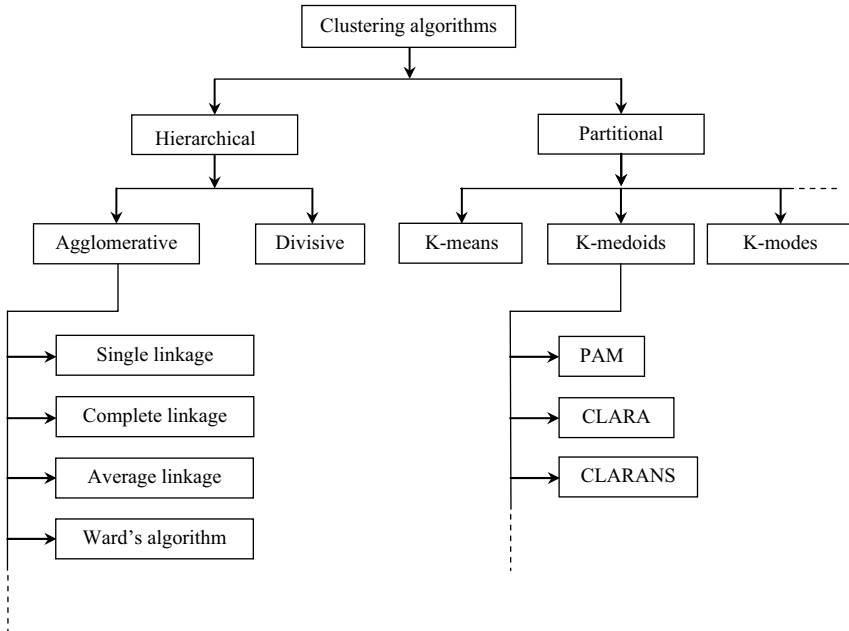 Clustering algorithms
Hierarchical
Partitional
Agglomerative
Divisive
K-means
K-medoids
K-modes
Single linkage
Complete linkage
Average linkage
Ward’s algorithm
PAM
CLARA
CLARANS